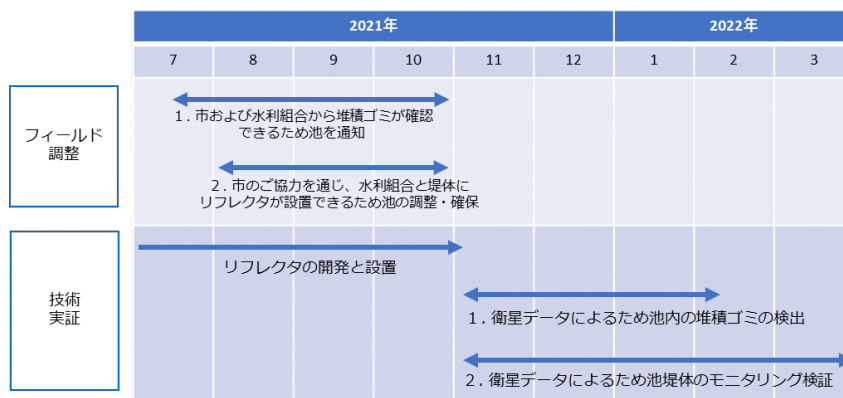 2021年
2022年
7 8 9 10 11 12 1 2 3
フィールド
調整
1．市および水利組合から堆積ゴミが確認
できるため池を通知
2．市のご協力を通じ、水利組合と堤体に
リフレクタが設置できるため池の調整・確保
技術
実証
リフレクタの開発と設置
1．衛星データによるため池内の堆積ゴミの検出
2．衛星データによるため池堤体のモニタリング検証